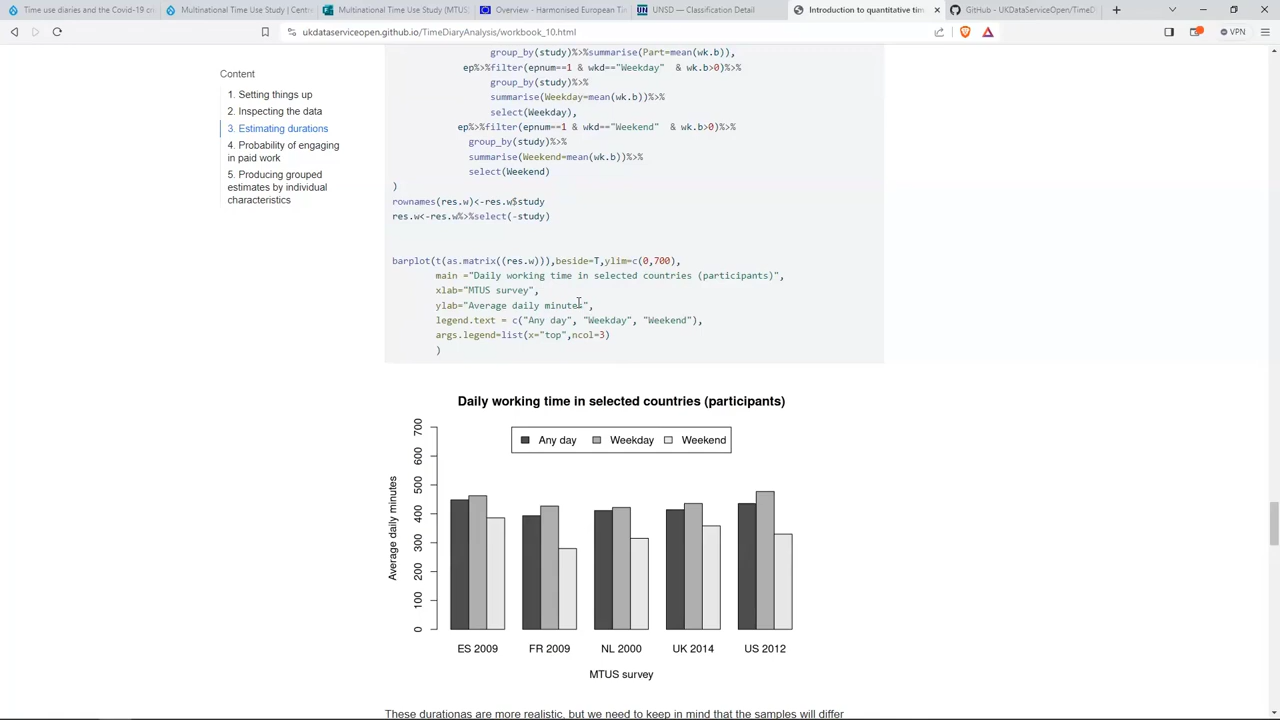 Time use diaries and the Covid-19 cri
Multinational Time Use Study | Centre
Multinational Time Use Study (MTUS)
Overview - Harmonised European Tim
UNSD — Classification Detail
Introduction to quantitative tim
GitHub - UKDataServiceOpen/TimeDi
ukdataserviceopen.github.io/TimeDiaryAnalysis/workbook_10.html
VPN
Content
1. Setting things up
2. Inspecting the data
3. Estimating durations
4. Probability of engaging
in paid work
5. Producing grouped
estimates by individual
characteristics
group_by(study)%>%summarise(Part=mean(wk.b)),
ep%>%filter(epnum==1 & wkd=="Weekday" & wk.b>0)%>%
group_by(study)%>%
summarise(Weekday=mean(wk.b))%>%
select(Weekday),
ep%>%filter(epnum==1 & wkd=="Weekend" & wk.b>0)%>%
group_by(study)%>%
summarise(Weekend=mean(wk.b))%>%
select(Weekend)
)
rownames(res.w)<-res.w$study
res.w<-res.w%>%select(-study)
barplot(t(as.matrix((res.w))),beside=T,ylim=c(0,700),
main ="Daily working time in selected countries (participants)",
xlab="MTUS survey",
ylab="Average daily minutes",
legend.text = c("Any day", "Weekday", "Weekend"),
args.legend=list(x="top",ncol=3)
)
Daily working time in selected countries (participants)
Any day Weekday Weekend
700
600
500
400
300
200
100
0
Average daily minutes
ES 2009 FR 2009 NL 2000 UK 2014 US 2012
MTUS survey
These durationas are more realistic, but we need to keep in mind that the samples will differ